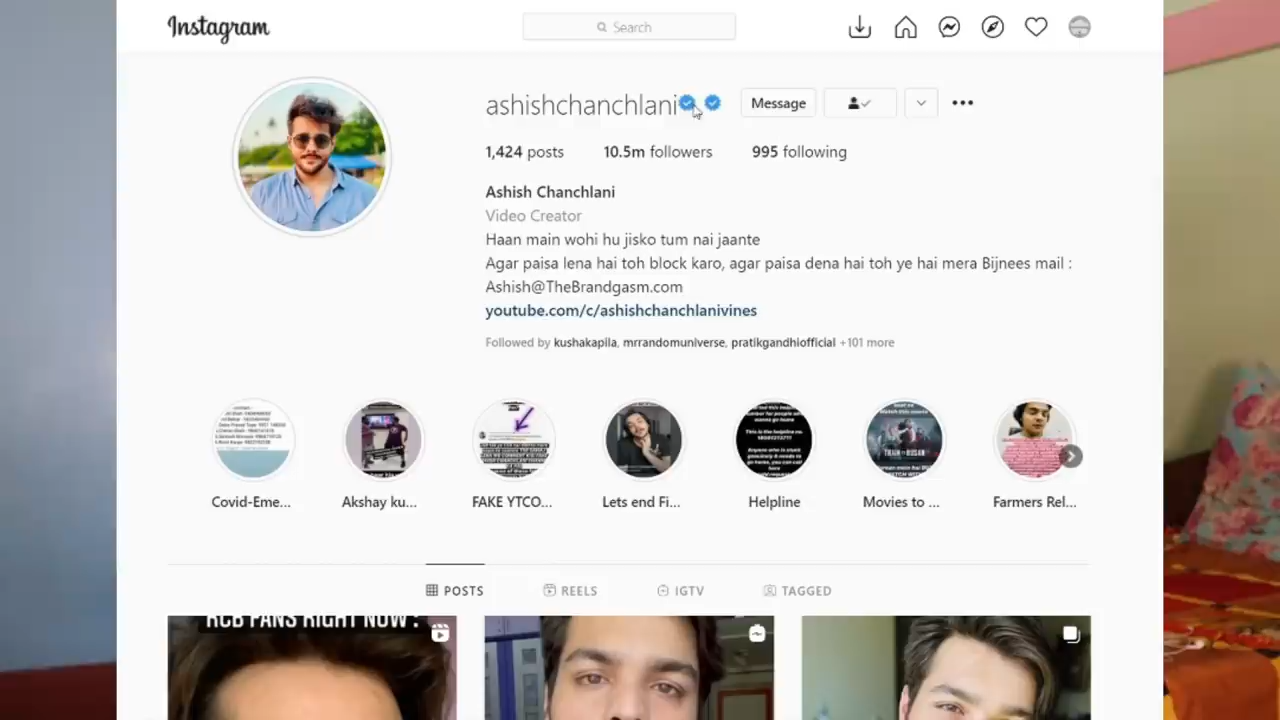 Instagram
Search
ashishchanchlani
Message
1,424 posts 10.5m followers 995 following
Ashish Chanchlani
Video Creator
Haan main wohi hu jisko tum nai jaante
Agar paisa lena hai toh block karo, agar paisa dena hai toh ye hai mera Bijnees mail :
Ashish@TheBrandgasm.com
youtube.com/c/ashishchanchlanivines
Followed by kushakapila, mrrandomuniverse, pratikgandhiofficial +101 more
Covid-Eme... Akshay ku... FAKE YTCO... Lets end Fi... Helpline Movies to ... Farmers Rel...
POSTS REELS IGTV TAGGED
RCB FANS RIGHT NOW :